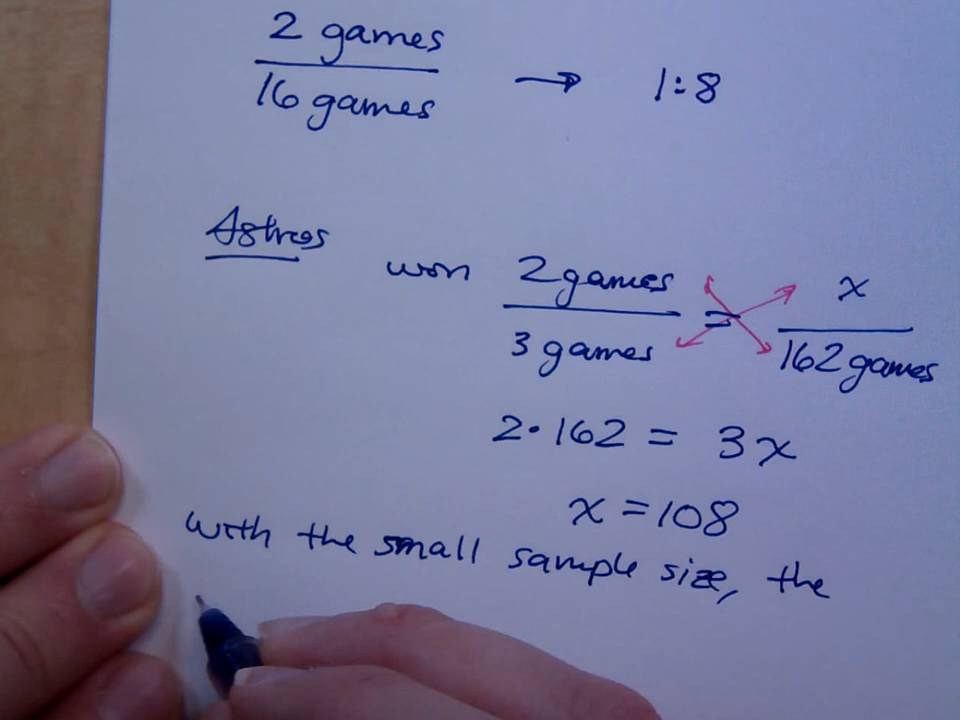 2 games
16 games → 1:8
Astros
won 2 games / 3 games = x / 162 games
2·162 = 3x
x = 108
with the small sample size, the